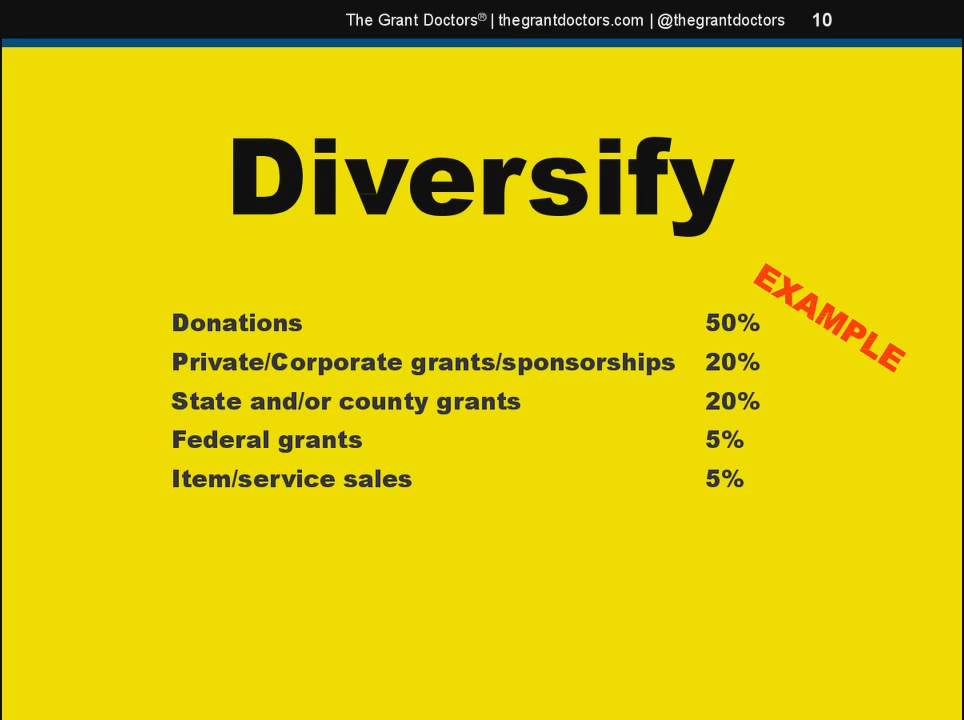 The Grant Doctors® | thegrantdoctors.com | @thegrantdoctors 10
Diversify
EXAMPLE
Donations 50%
Private/Corporate grants/sponsorships 20%
State and/or county grants 20%
Federal grants 5%
Item/service sales 5%